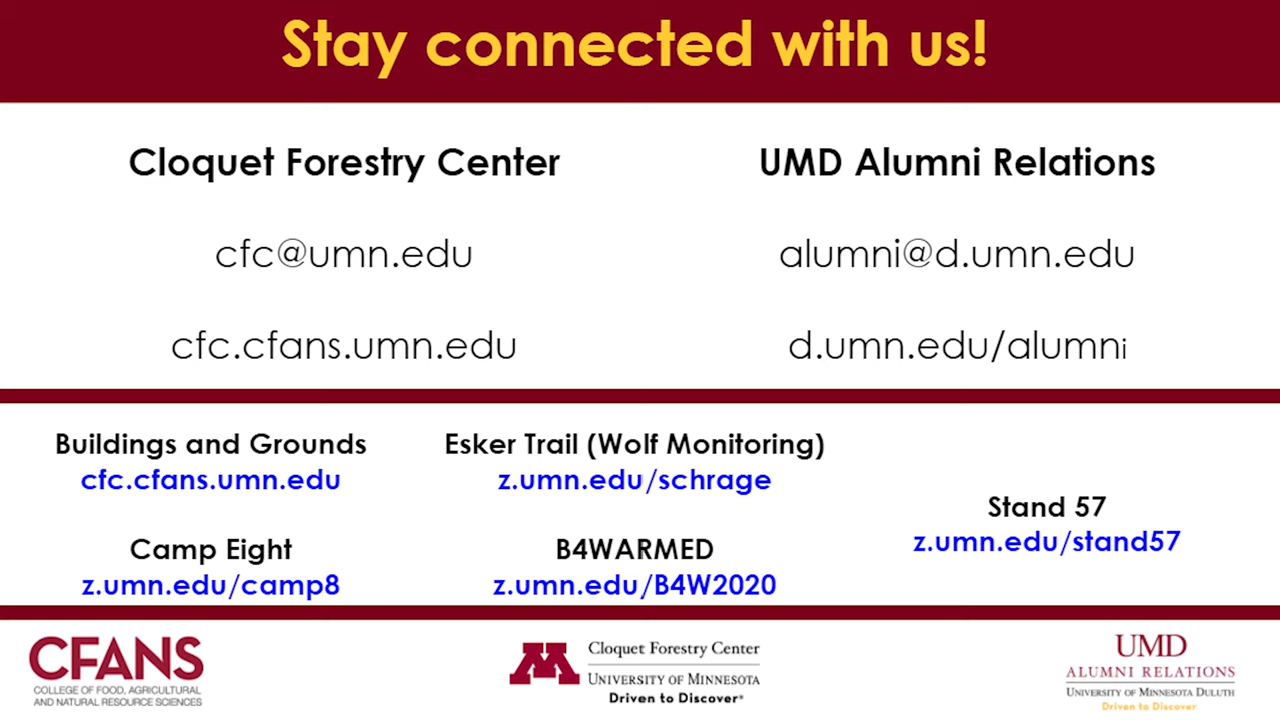 Stay connected with us!
Cloquet Forestry Center
cfc@umn.edu
cfc.cfans.umn.edu
UMD Alumni Relations
alumni@d.umn.edu
d.umn.edu/alumni
Buildings and Grounds
cfc.cfans.umn.edu
Camp Eight
z.umn.edu/camp8
Esker Trail (Wolf Monitoring)
z.umn.edu/schrage
B4WARMED
z.umn.edu/B4W2020
Stand 57
z.umn.edu/stand57
CFANS
COLLEGE OF FOOD, AGRICULTURAL
AND NATURAL RESOURCE SCIENCES
M
Cloquet Forestry Center
UNIVERSITY OF MINNESOTA
Driven to Discover®
UMD
ALUMNI RELATIONS
UNIVERSITY OF MINNESOTA DULUTH
Driven to Discover